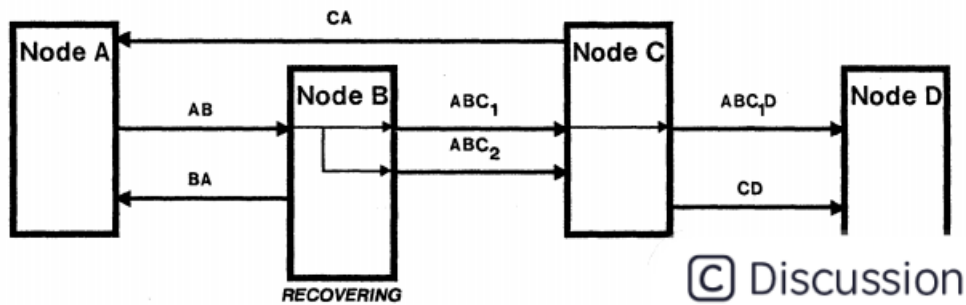 CA
Node A
Node C
Node B
Node D
AB
ABC₁
ABC₁D
ABC₂
BA
CD
RECOVERING
C Discussion